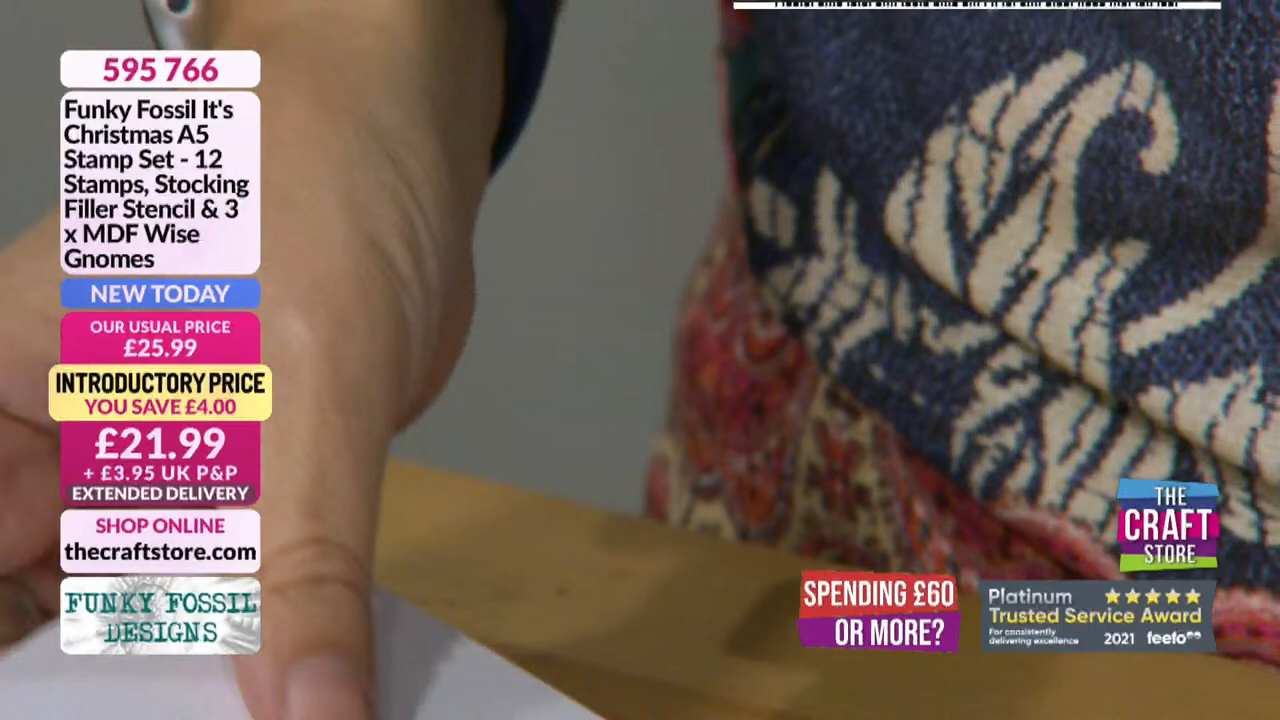 595 766
Funky Fossil It's
Christmas A5
Stamp Set - 12
Stamps, Stocking
Filler Stencil & 3
x MDF Wise
Gnomes
NEW TODAY
OUR USUAL PRICE
£25.99
INTRODUCTORY PRICE
YOU SAVE £4.00
£21.99
+ £3.95 UK P&P
EXTENDED DELIVERY
SHOP ONLINE
thecraftstore.com
FUNKY FOSSIL
DESIGNS
THE
CRAFT
STORE
SPENDING £60
OR MORE?
Platinum
Trusted Service Award
For consistently
delivering excellence
2021 feefo